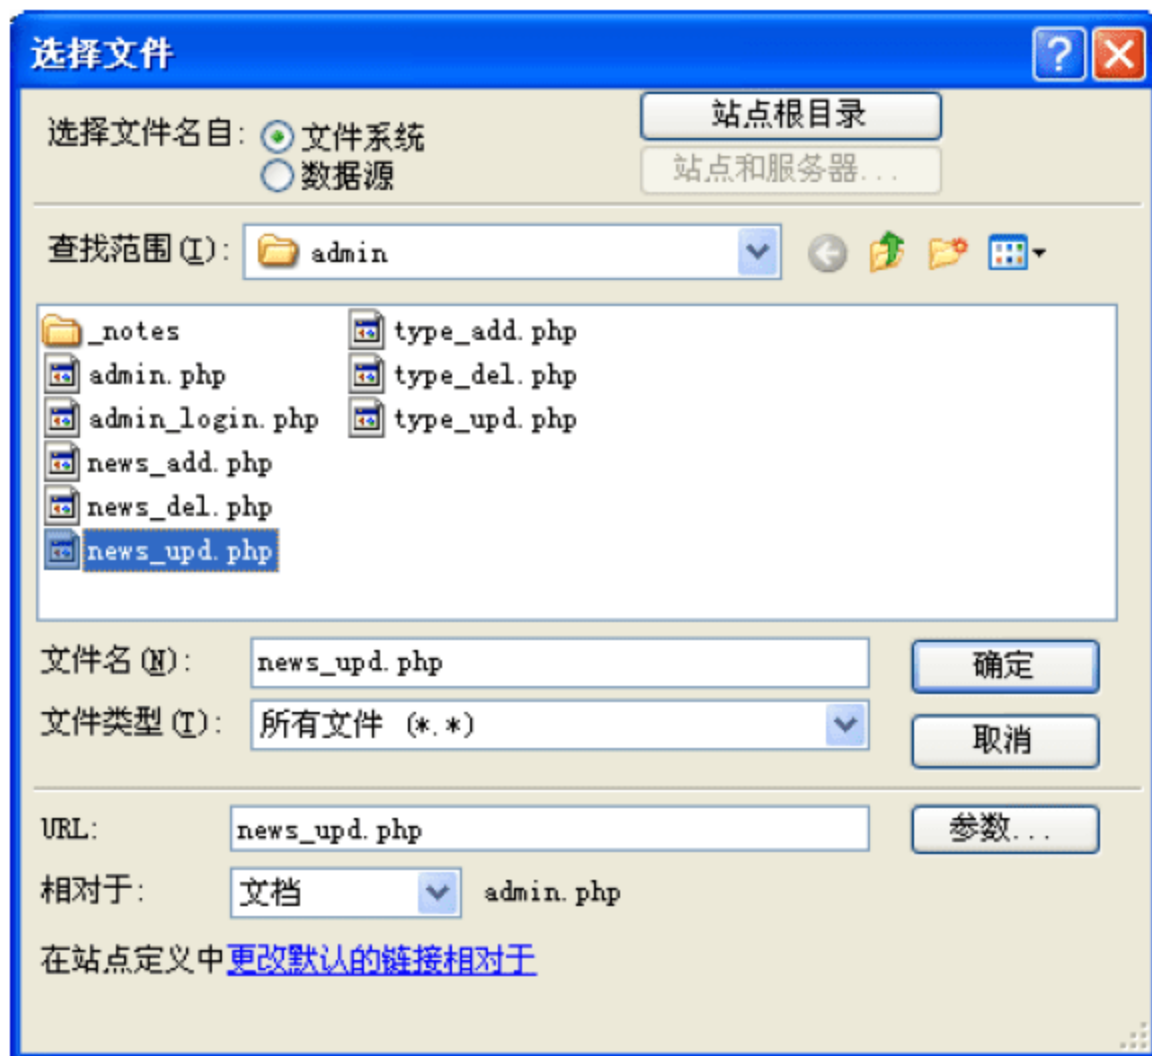 选择文件
选择文件名自: 文件系统
数据源
站点根目录
站点和服务器...
查找范围(I): admin
_notes
admin.php
admin_login.php
news_add.php
news_del.php
news_upd.php
type_add.php
type_del.php
type_upd.php
文件名(N): news_upd.php
确定
文件类型(T): 所有文件 (*.*)
取消
URL: news_upd.php
参数...
相对于: 文档 admin.php
在站点定义中更改默认的链接相对于